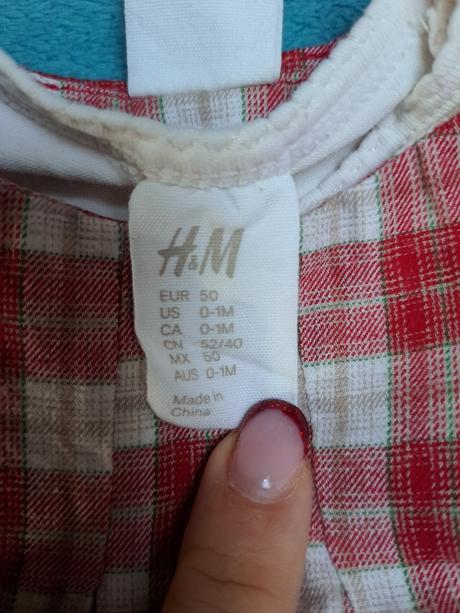 H&M
EUR 50
US 0-1M
CA 0-1M
CN 52/40
MX 50
AUS 0-1M
Made in
China